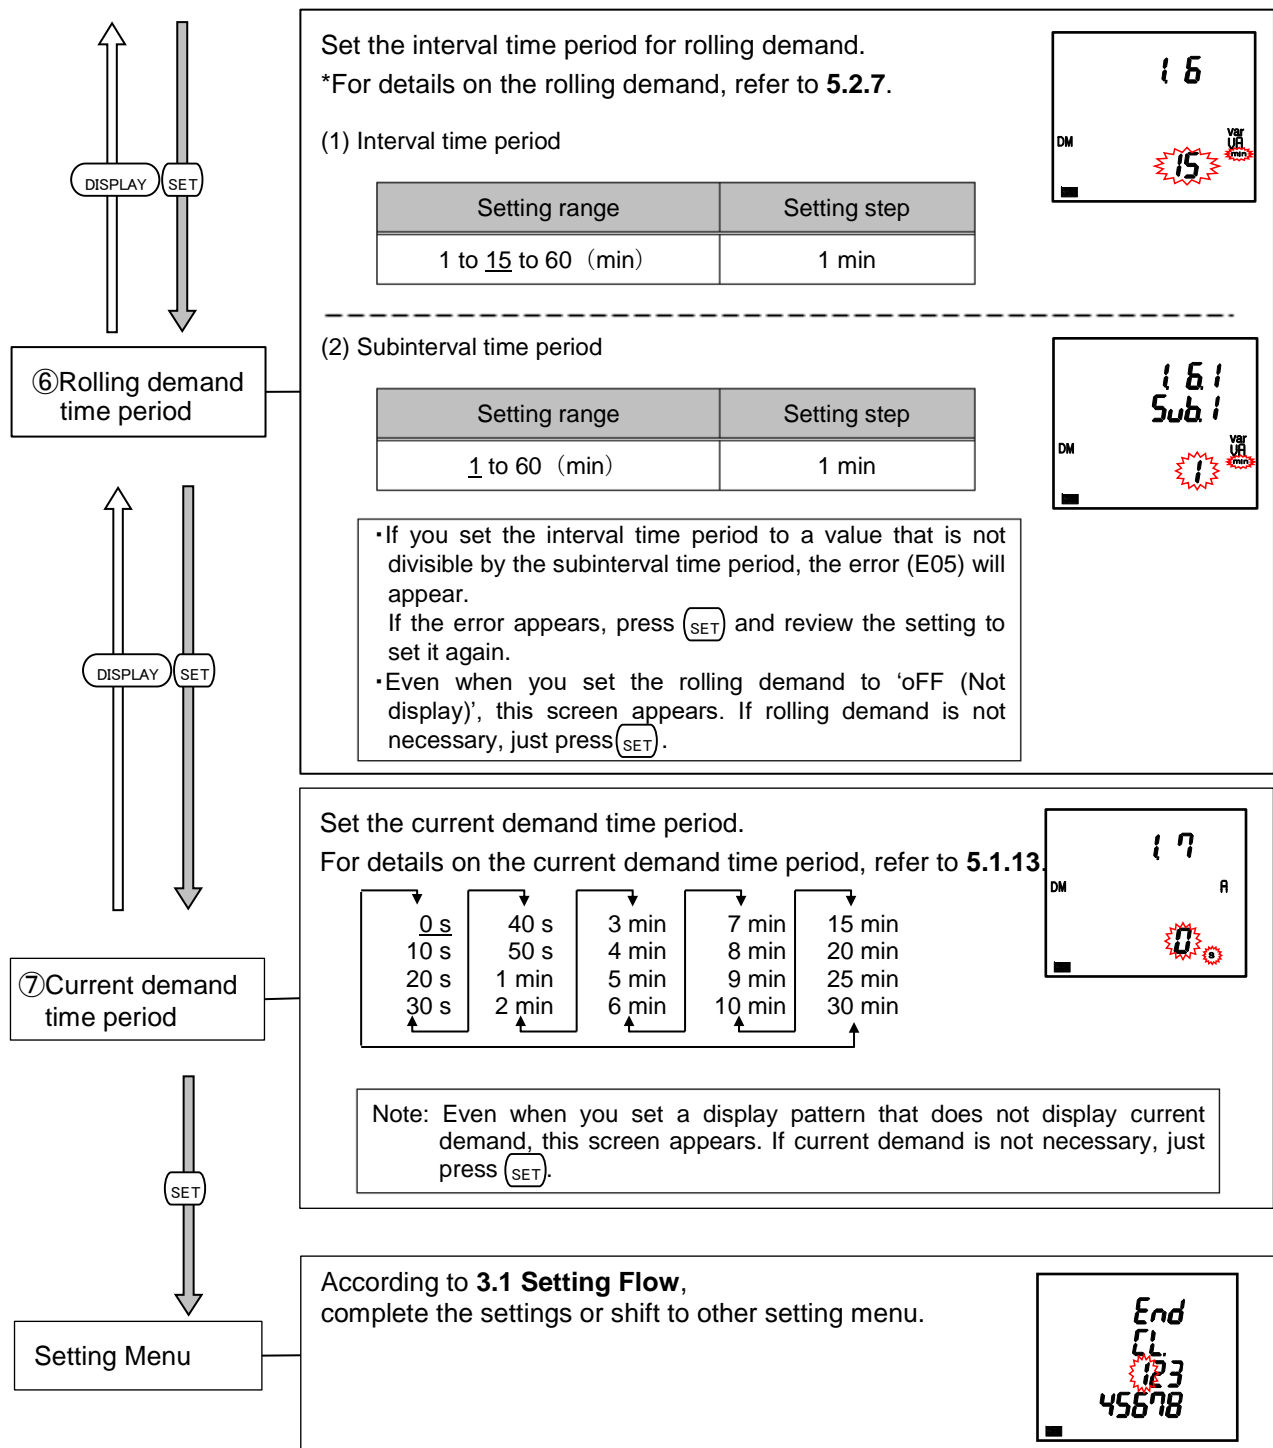 Set the interval time period for rolling demand.
*For details on the rolling demand, refer to 5.2.7.
(1) Interval time period
Setting range Setting step
1 to 15 to 60（min） 1 min
1.6
DM
var
VA
15 min
DISPLAY SET
(2) Subinterval time period
⑥Rolling demand
time period
Setting range Setting step
1 to 60（min） 1 min
1.6.1
Sub.1
DM
var
VA
1 min
・If you set the interval time period to a value that is not
divisible by the subinterval time period, the error (E05) will
appear.
If the error appears, press SET and review the setting to
set it again.
・Even when you set the rolling demand to ‘oFF (Not
display)’, this screen appears. If rolling demand is not
necessary, just press SET.
DISPLAY SET
Set the current demand time period.
For details on the current demand time period, refer to 5.1.13.
0 s 40 s 3 min 7 min 15 min
10 s 50 s 4 min 8 min 20 min
20 s 1 min 5 min 9 min 25 min
30 s 2 min 6 min 10 min 30 min
1.7
DM A
0 s
⑦Current demand
time period
Note: Even when you set a display pattern that does not display current
demand, this screen appears. If current demand is not necessary, just
press SET.
SET
According to 3.1 Setting Flow,
complete the settings or shift to other setting menu.
Setting Menu
End
CL.
123
45678